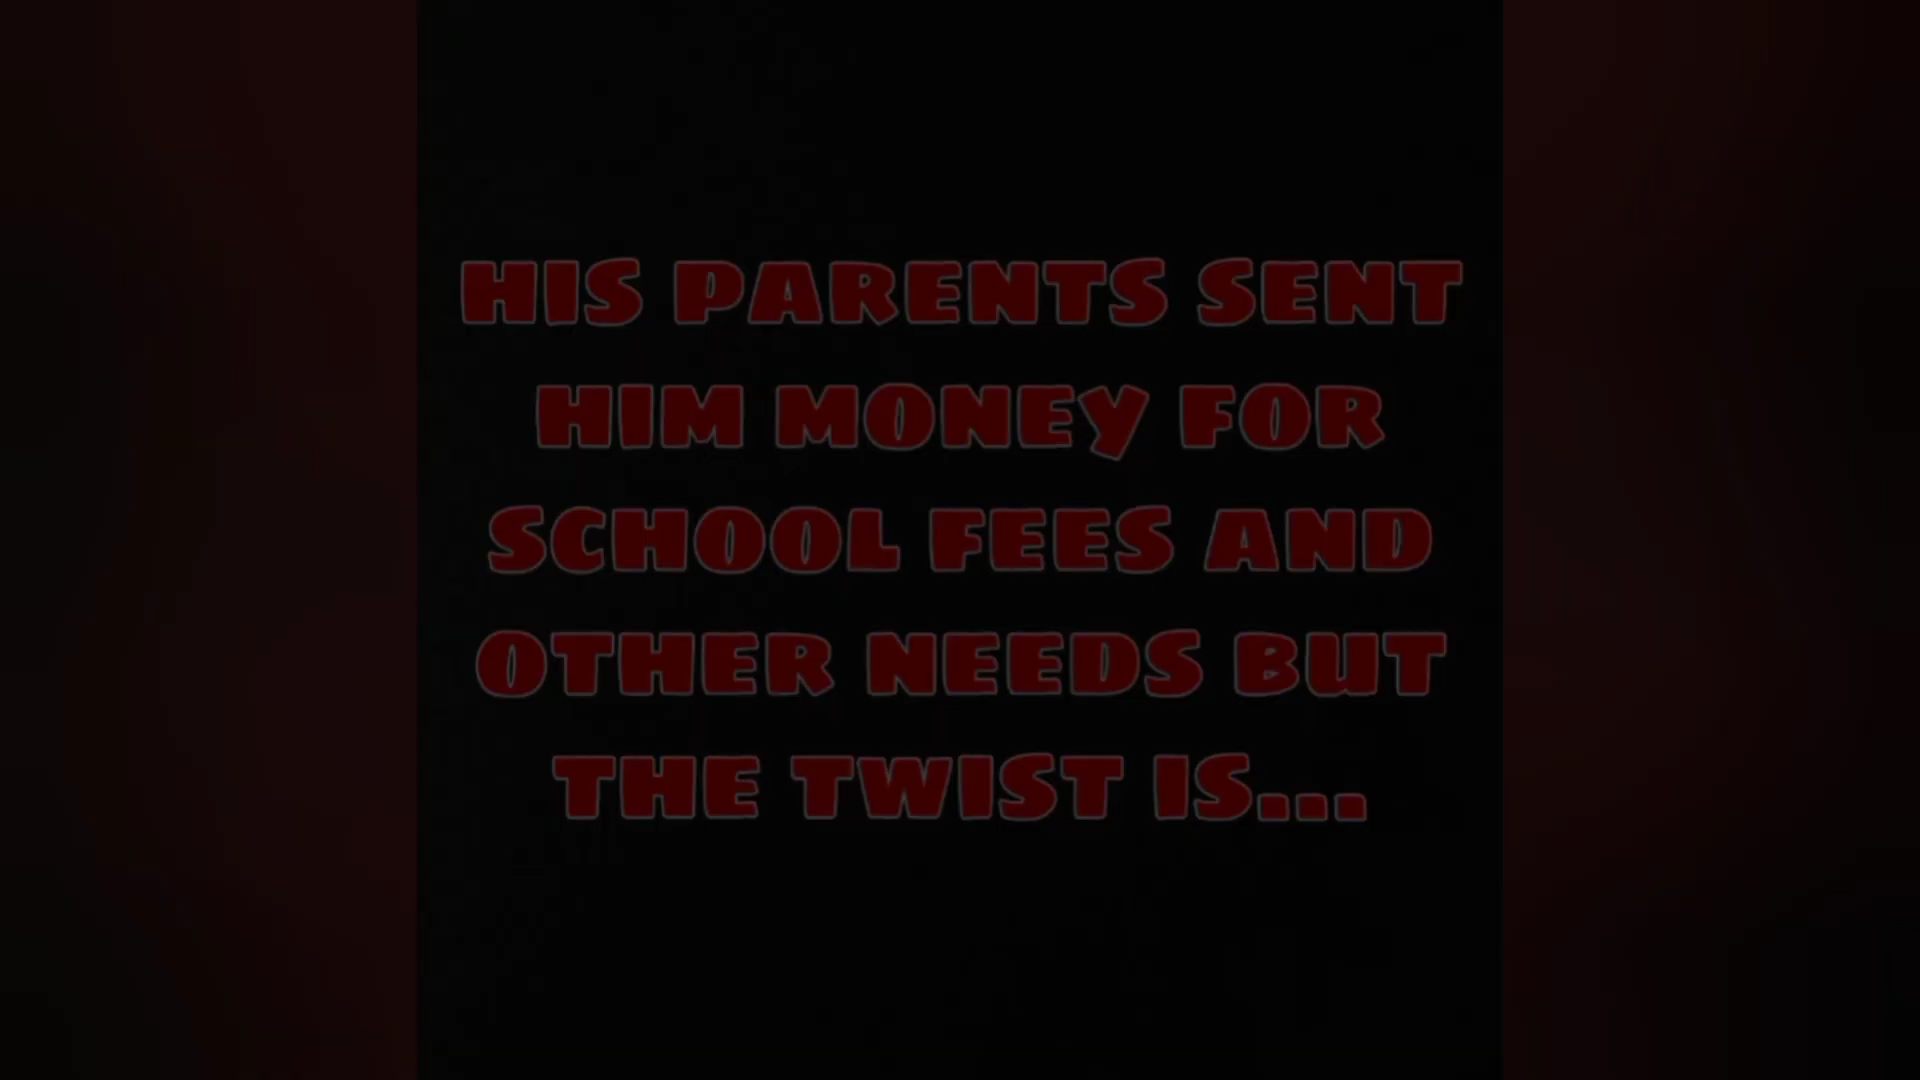 HIS PARENTS SENT
HIM MONEY FOR
SCHOOL FEES AND
OTHER NEEDS BUT
THE TWIST IS...